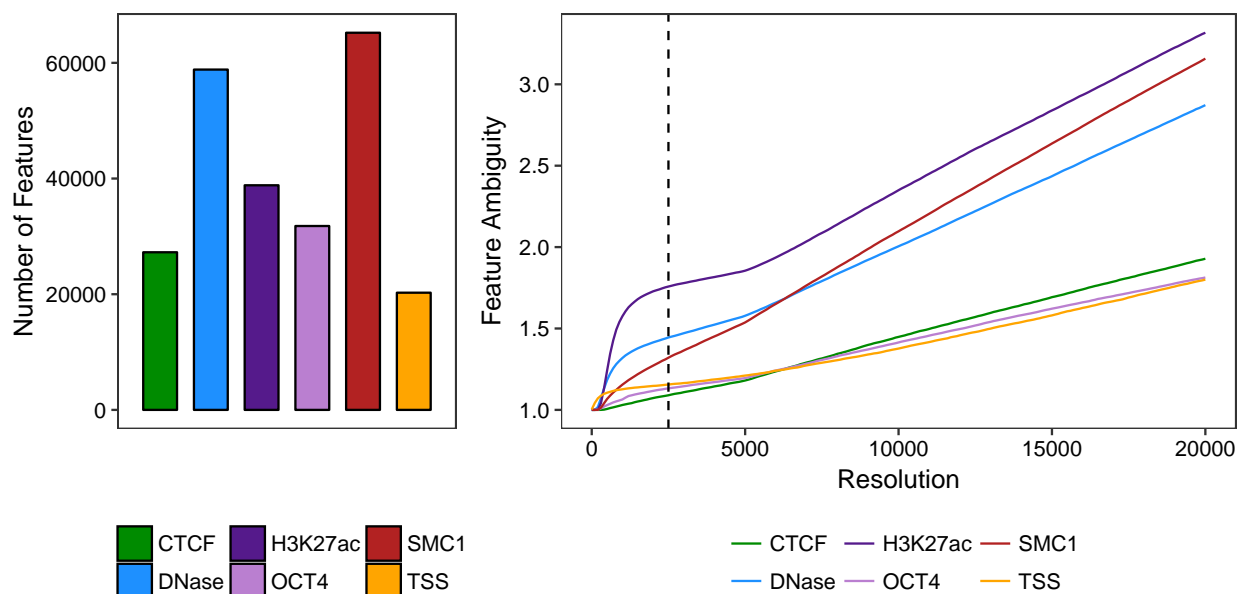 Number of Features
60000
40000
20000
0
Feature Ambiguity
3.0
2.5
2.0
1.5
1.0
0 5000 10000 15000 20000
Resolution
CTCF H3K27ac SMC1
DNase OCT4 TSS
CTCF H3K27ac SMC1
DNase OCT4 TSS